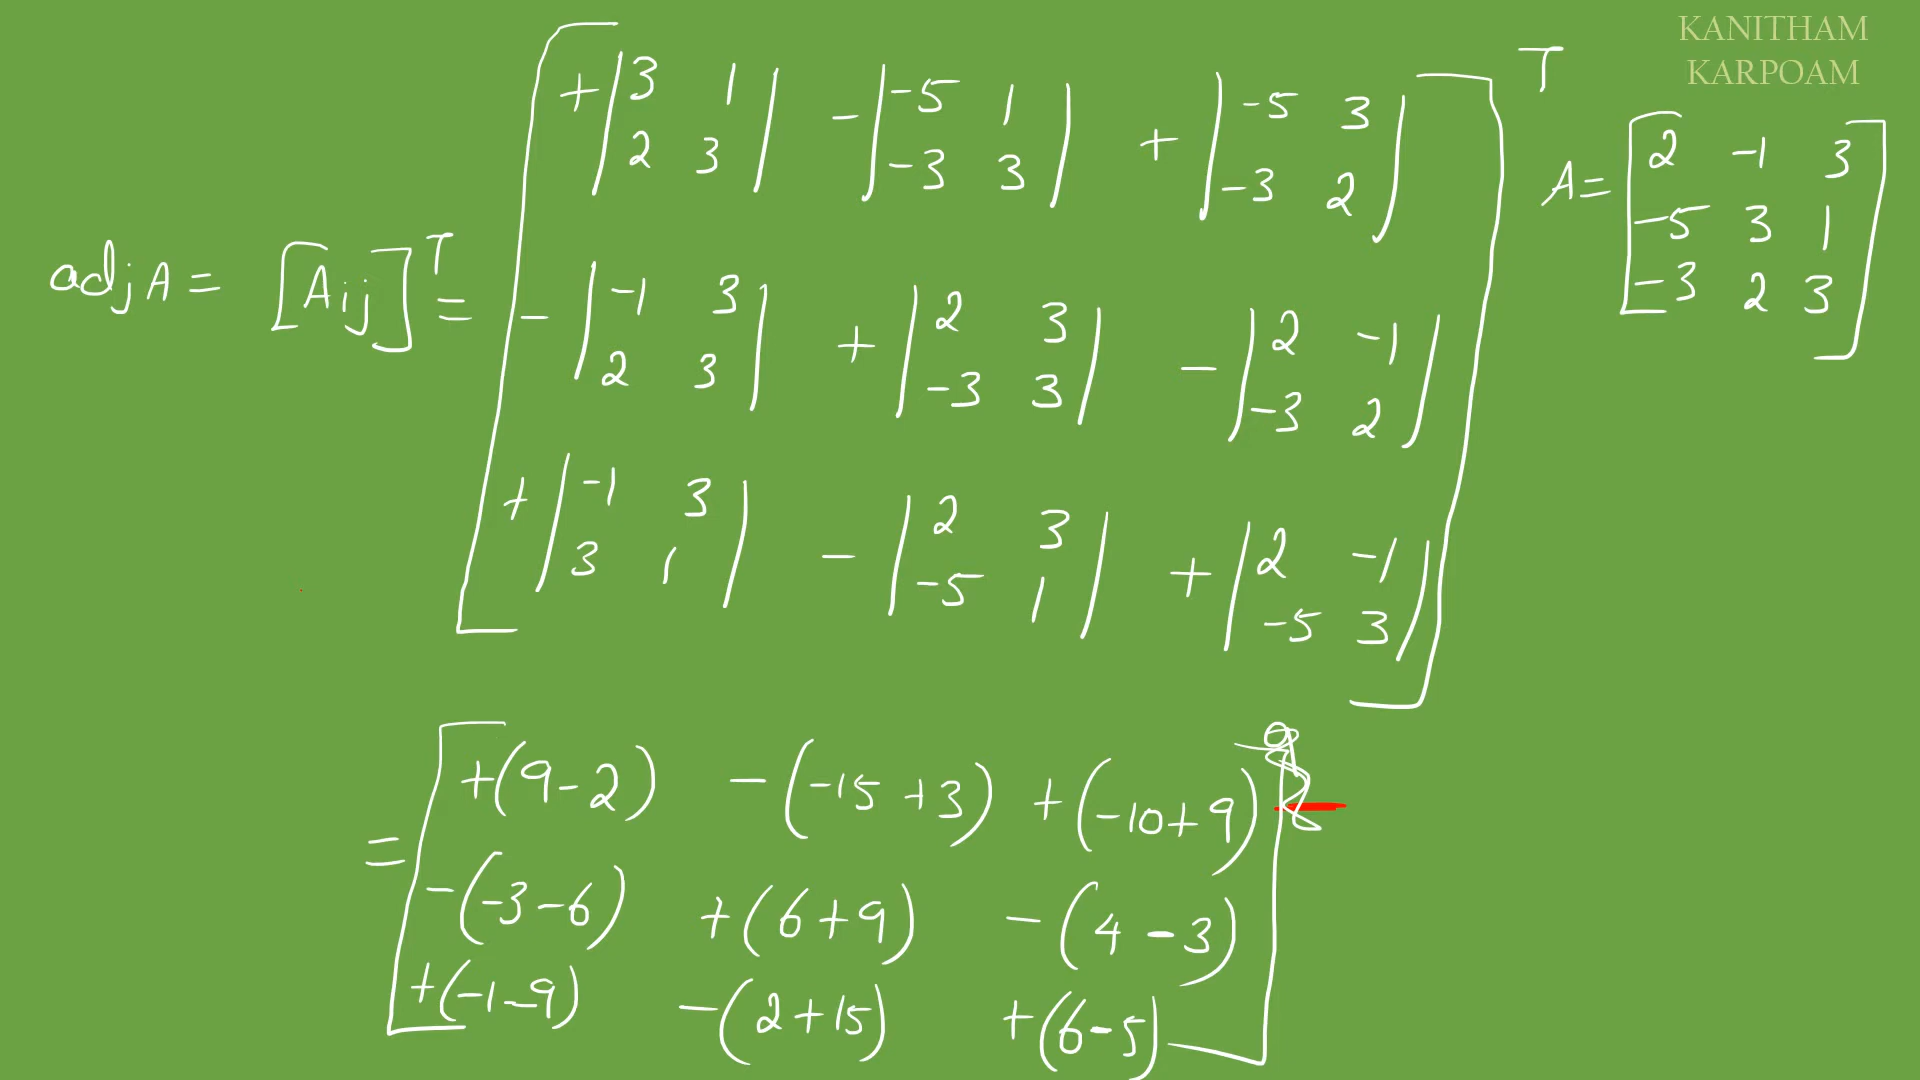 KANITHAM
KARPOAM
adj A = [Aij]^T = [ +|3 1; 2 3| -|-5 1; -3 3| +|-5 3; -3 2|
-|-1 3; 2 3| +|2 3; -3 3| -|2 -1; -3 2|
+|-1 3; 3 1| -|2 3; -5 1| +|2 -1; -5 3| ]^T
A = [ 2 -1 3
-5 3 1
-3 2 3 ]
= [ +(9-2) -(-15+3) +(-10+9)
-(-3-6) +(6+9) -(4-3)
+(-1-9) -(2+15) +(6-5) ]